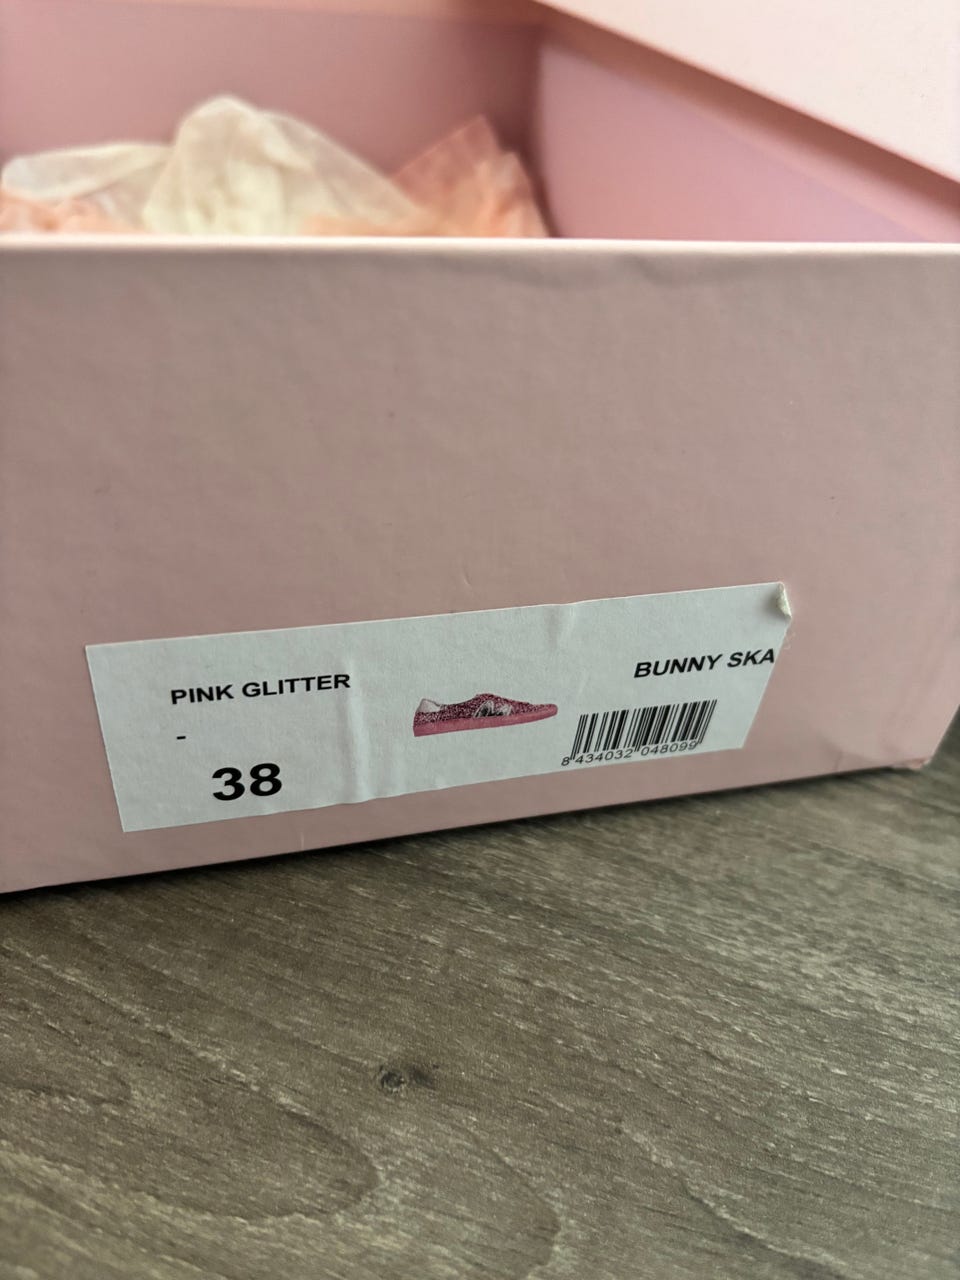 PINK GLITTER
-
38
BUNNY SKA
8 434032 048099